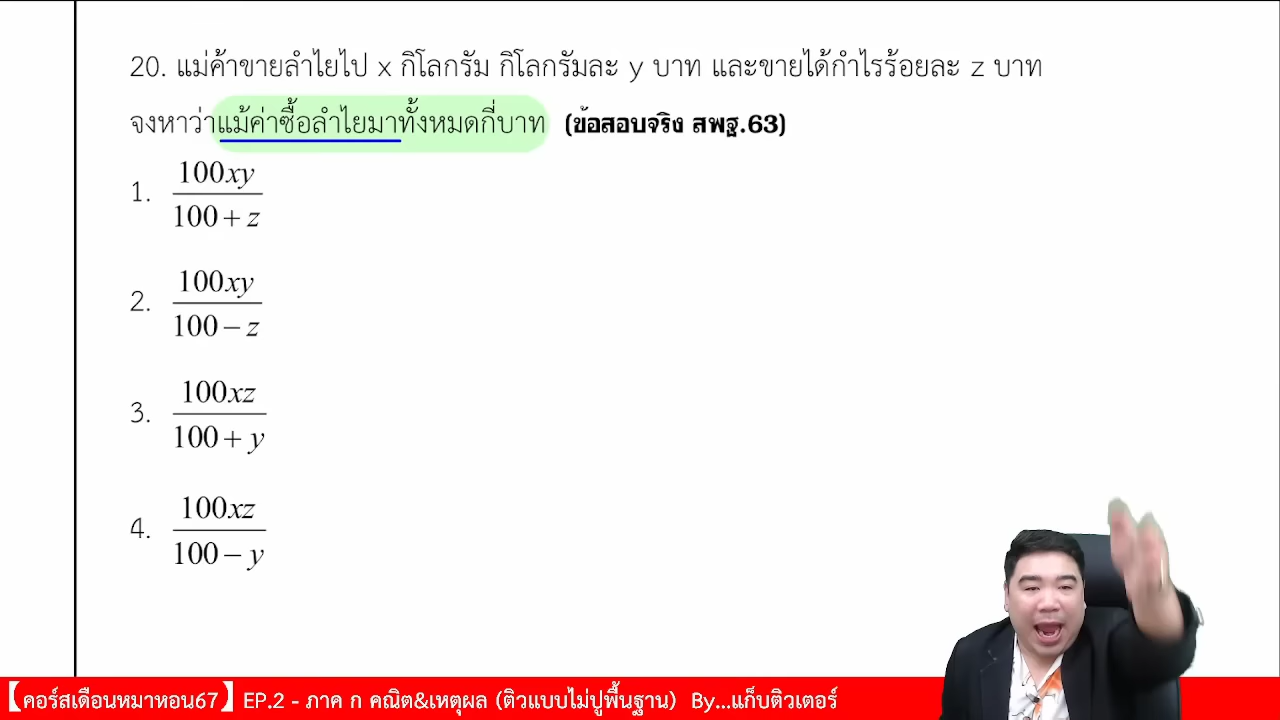 20. แม่ค้าขายลำไยไป x กิโลกรัม กิโลกรัมละ y บาท และขายได้กำไรร้อยละ z บาท
จงหาว่าแม้ค่าซื้อลำไยมาทั้งหมดกี่บาท (ข้อสอบจริง สพฐ.63)
1. 100xy
100 + z
2. 100xy
100 − z
3. 100xz
100 + y
4. 100xz
100 − y
【คอร์สเดือนหมาหอน67】 EP.2 - ภาค ก คณิต&เหตุผล (ติวแบบไม่ปูพื้นฐาน) By...แก็บติวเตอร์